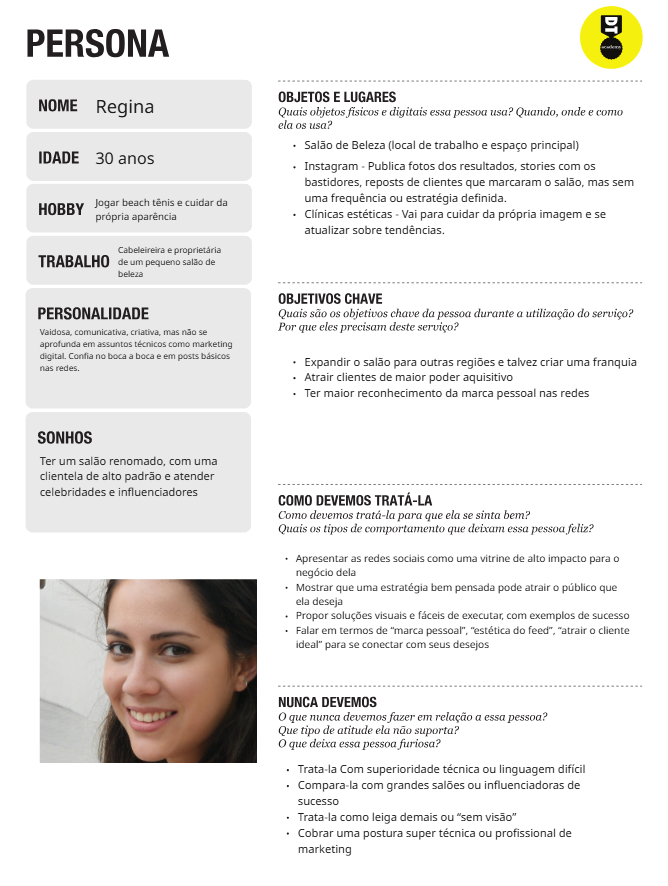 PERSONA
DT
academy
NOME Regina
IDADE 30 anos
HOBBY Jogar beach tênis e cuidar da
própria aparência
TRABALHO Cabeleireira e proprietária
de um pequeno salão de
beleza
PERSONALIDADE
Vaidosa, comunicativa, criativa, mas não se
aprofunda em assuntos técnicos como marketing
digital. Confia no boca a boca e em posts básicos
nas redes.
SONHOS
Ter um salão renomado, com uma
clientela de alto padrão e atender
celebridades e influenciadores
OBJETOS E LUGARES
Quais objetos físicos e digitais essa pessoa usa? Quando, onde e como
ela os usa?
• Salão de Beleza (local de trabalho e espaço principal)
• Instagram - Publica fotos dos resultados, stories com os
bastidores, reposts de clientes que marcaram o salão, mas sem
uma frequência ou estratégia definida.
• Clínicas estéticas - Vai para cuidar da própria imagem e se
atualizar sobre tendências.
OBJETIVOS CHAVE
Quais são os objetivos chave da pessoa durante a utilização do serviço?
Por que eles precisam deste serviço?
• Expandir o salão para outras regiões e talvez criar uma franquia
• Atrair clientes de maior poder aquisitivo
• Ter maior reconhecimento da marca pessoal nas redes
COMO DEVEMOS TRATÁ-LA
Como devemos tratá-la para que ela se sinta bem?
Quais os tipos de comportamento que deixam essa pessoa feliz?
• Apresentar as redes sociais como uma vitrine de alto impacto para o
negócio dela
• Mostrar que uma estratégia bem pensada pode atrair o público que
ela deseja
• Propor soluções visuais e fáceis de executar, com exemplos de sucesso
• Falar em termos de “marca pessoal”, “estética do feed”, “atrair o cliente
ideal” para se conectar com seus desejos
NUNCA DEVEMOS
O que nunca devemos fazer em relação a essa pessoa?
Que tipo de atitude ela não suporta?
O que deixa essa pessoa furiosa?
• Trata-la Com superioridade técnica ou linguagem difícil
• Compara-la com grandes salões ou influenciadoras de
sucesso
• Trata-la como leiga demais ou “sem visão”
• Cobrar uma postura super técnica ou profissional de
marketing